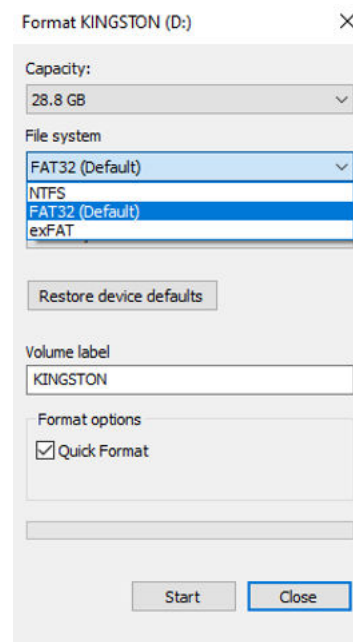 Format KINGSTON (D:)
Capacity:
28.8 GB
File system
FAT32 (Default)
NTFS
FAT32 (Default)
exFAT
Restore device defaults
Volume label
KINGSTON
Format options
Quick Format
Start
Close